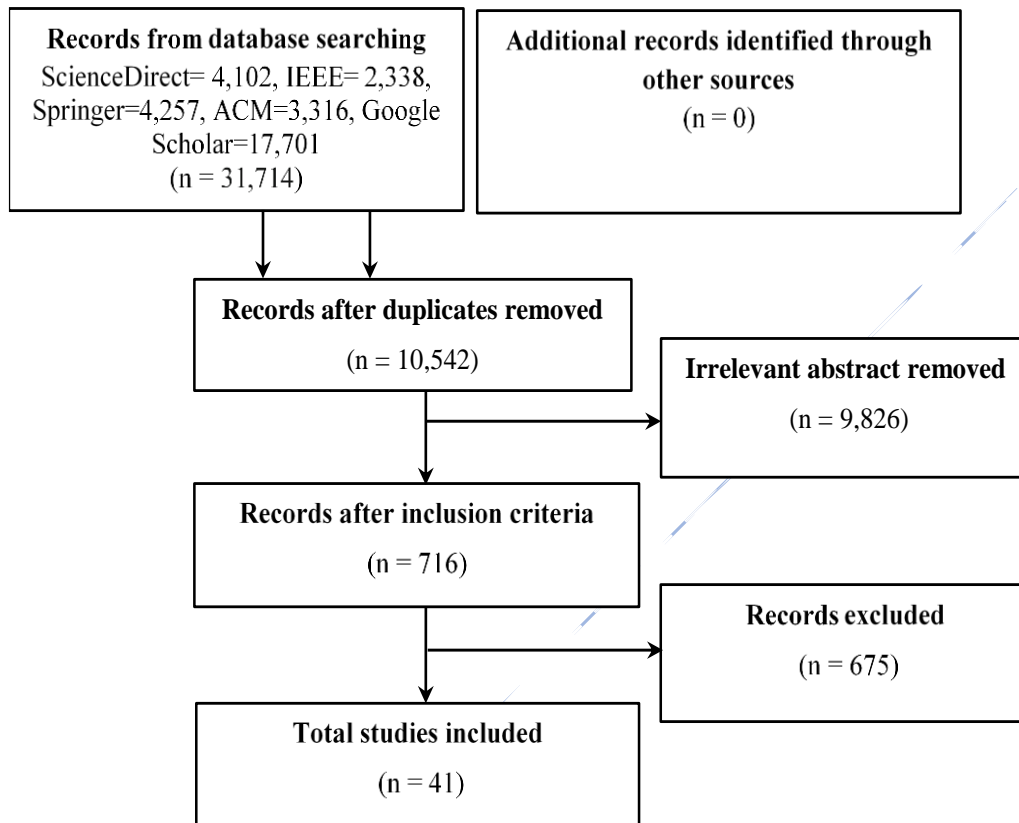 Records from database searching
ScienceDirect= 4,102, IEEE= 2,338,
Springer=4,257, ACM=3,316, Google
Scholar=17,701
(n = 31,714)
Additional records identified through
other sources
(n = 0)
Records after duplicates removed
(n = 10,542)
Irrelevant abstract removed
(n = 9,826)
Records after inclusion criteria
(n = 716)
Records excluded
(n = 675)
Total studies included
(n = 41)